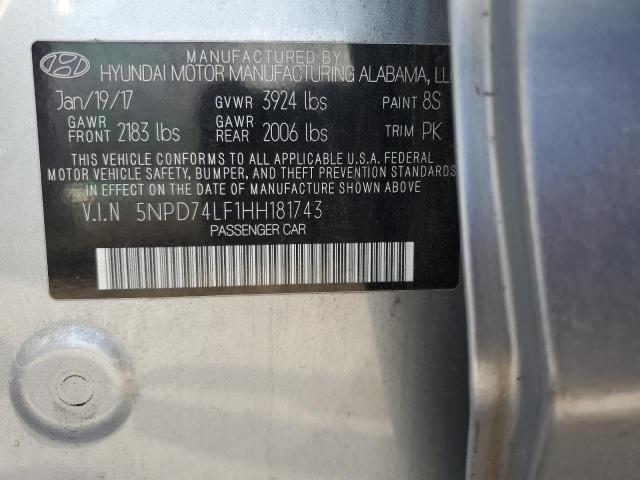 MANUFACTURED BY
HYUNDAI MOTOR MANUFACTURING ALABAMA,
Jan/19/17 GVWR 3924 lbs PAINT 8S
GAWR FRONT 2183 lbs GAWR REAR 2006 lbs TRIM PK
THIS VEHICLE CONFORMS TO ALL APPLICABLE U.S.A. FEDERAL
MOTOR VEHICLE SAFETY, BUMPER, AND THEFT PREVENTION
STANDARDS IN EFFECT ON THE DATE OF MANUFACTURE SHOWN ABOVE
V.I.N 5NPD74LF1HH181743
PASSENGER CAR